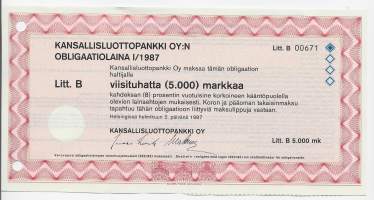 KANSALLISLUOTTOPANKKI OY:N
OBLIGAATIOLAINA I/1987
Litt. B 00671
Kansallisluottopankki Oy maksaa tämän obligaation
haltijalle
Litt. B viisituhatta (5.000) markkaa
kahdeksan (8) prosentin vuotuisine korkoineen kääntöpuolella
olevien lainaehtojen mukaisesti. Koron ja pääoman takaisinmaksu
tapahtuu tähän obligaatioon liittyviä maksulippuja vastaan.
Helsingissä helmikuun 2. päivänä 1987
KANSALLISLUOTTOPANKKI OY
Litt. B 5.000 mk